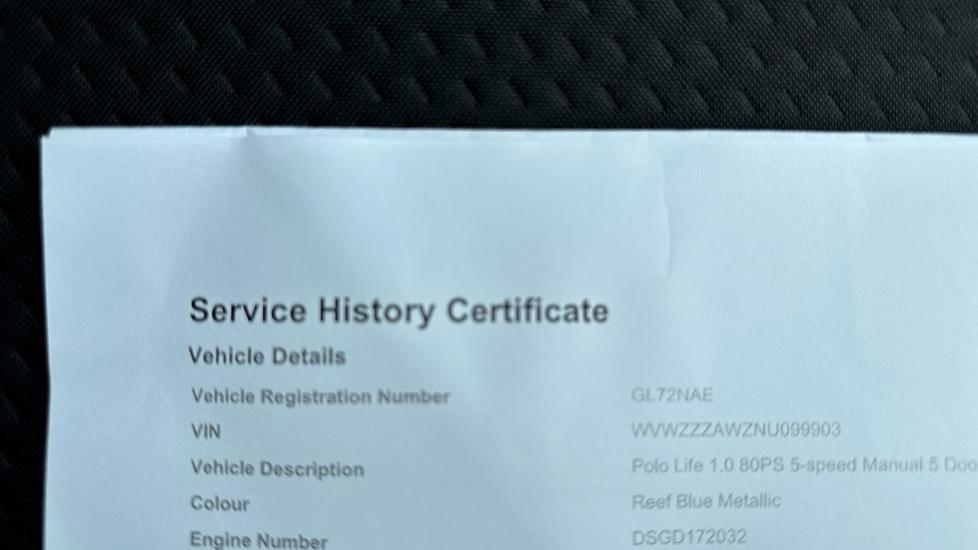 Service History Certificate
Vehicle Details
Vehicle Registration Number GL72NAE
VIN WVWZZZAWZNU099903
Vehicle Description Polo Life 1.0 80PS 5-speed Manual 5 Doo
Colour Reef Blue Metallic
Engine Number DSGD172032